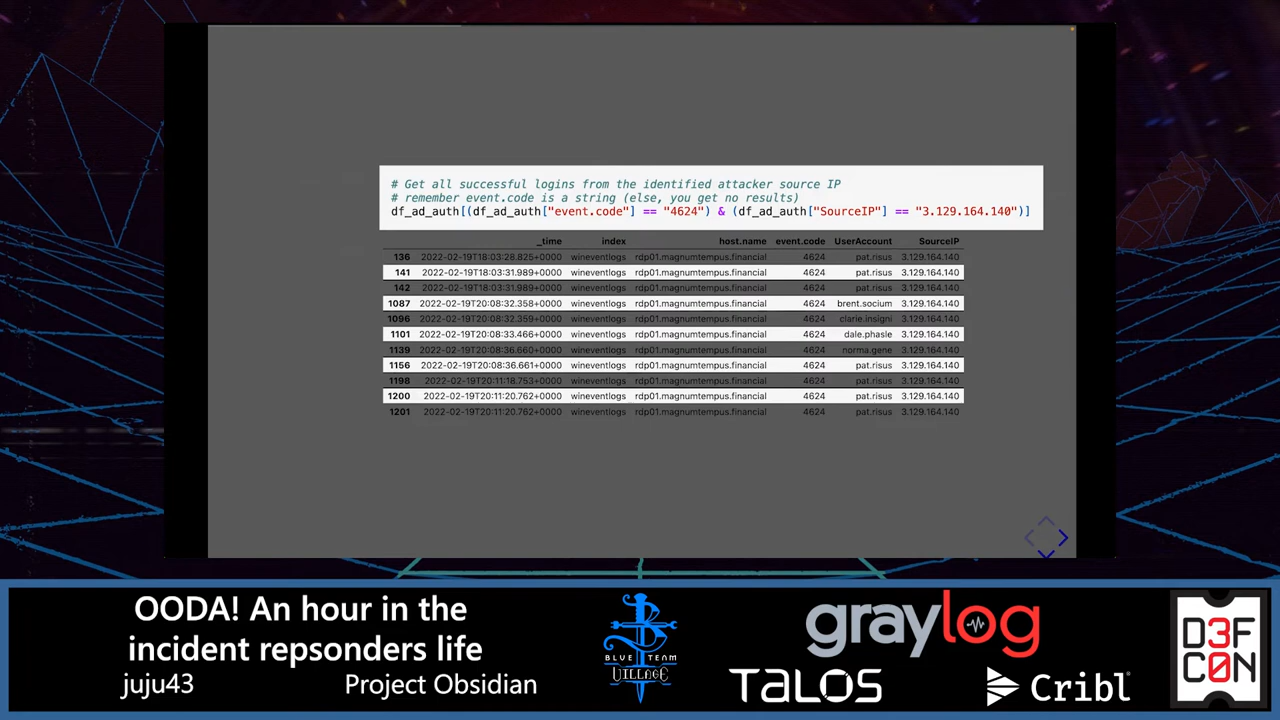 # Get all successful logins from the identified attacker source IP
# remember event.code is a string (else, you get no results)
df_ad_auth[(df_ad_auth["event.code"] == "4624") & (df_ad_auth["SourceIP"] == "3.129.164.140")]
_time index host.name event.code UserAccount SourceIP
136 2022-02-19T18:03:28.825+0000 wineventlogs rdp01.magnumtempus.financial 4624 pat.risus 3.129.164.140
141 2022-02-19T18:03:31.989+0000 wineventlogs rdp01.magnumtempus.financial 4624 pat.risus 3.129.164.140
142 2022-02-19T18:03:31.989+0000 wineventlogs rdp01.magnumtempus.financial 4624 pat.risus 3.129.164.140
1087 2022-02-19T20:08:32.358+0000 wineventlogs rdp01.magnumtempus.financial 4624 brent.socium 3.129.164.140
1096 2022-02-19T20:08:32.359+0000 wineventlogs rdp01.magnumtempus.financial 4624 clarie.insigni 3.129.164.140
1101 2022-02-19T20:08:33.466+0000 wineventlogs rdp01.magnumtempus.financial 4624 dale.phasle 3.129.164.140
1139 2022-02-19T20:08:36.660+0000 wineventlogs rdp01.magnumtempus.financial 4624 norma.gene 3.129.164.140
1156 2022-02-19T20:08:36.661+0000 wineventlogs rdp01.magnumtempus.financial 4624 pat.risus 3.129.164.140
1198 2022-02-19T20:11:18.753+0000 wineventlogs rdp01.magnumtempus.financial 4624 pat.risus 3.129.164.140
1200 2022-02-19T20:11:20.762+0000 wineventlogs rdp01.magnumtempus.financial 4624 pat.risus 3.129.164.140
1201 2022-02-19T20:11:20.762+0000 wineventlogs rdp01.magnumtempus.financial 4624 pat.risus 3.129.164.140
OODA! An hour in the
incident repsonders life
juju43 Project Obsidian
BLUE TEAM
VILLAGE
graylog
TALOS
Cribl
D3F
C0N